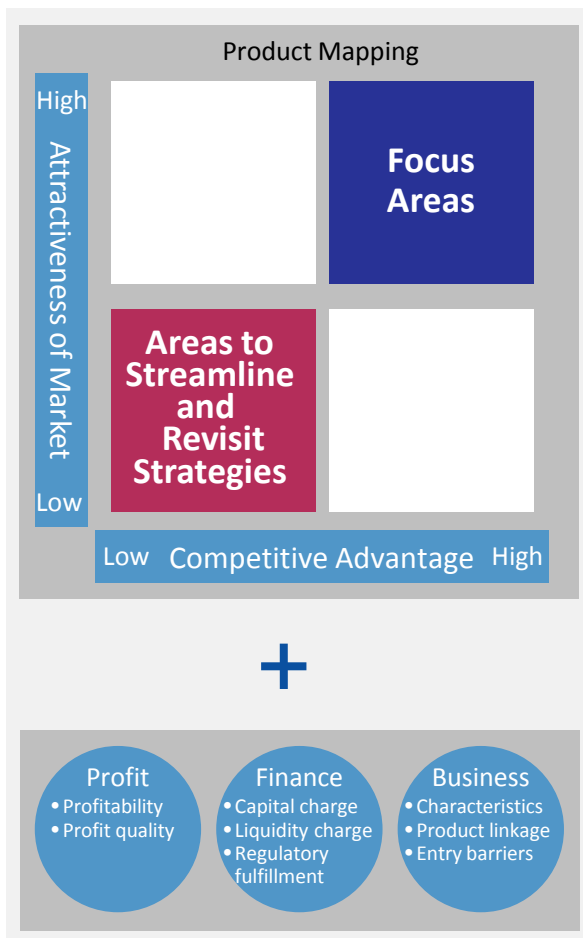 Product Mapping
High
Attractiveness of Market
Low
Focus
Areas
Areas to
Streamline
and
Revisit
Strategies
Low Competitive Advantage High
+
Profit
• Profitability
• Profit quality
Finance
• Capital charge
• Liquidity charge
• Regulatory
fulfillment
Business
• Characteristics
• Product linkage
• Entry barriers